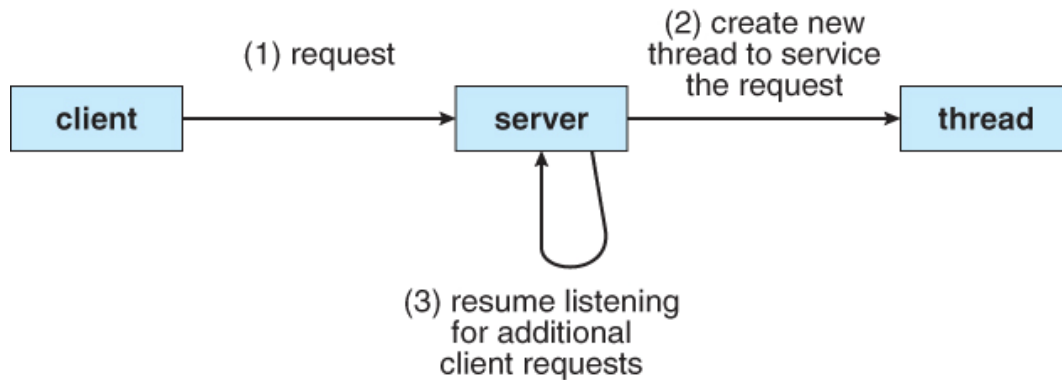 (1) request
(2) create new
thread to service
the request
client
server
thread
(3) resume listening
for additional
client requests